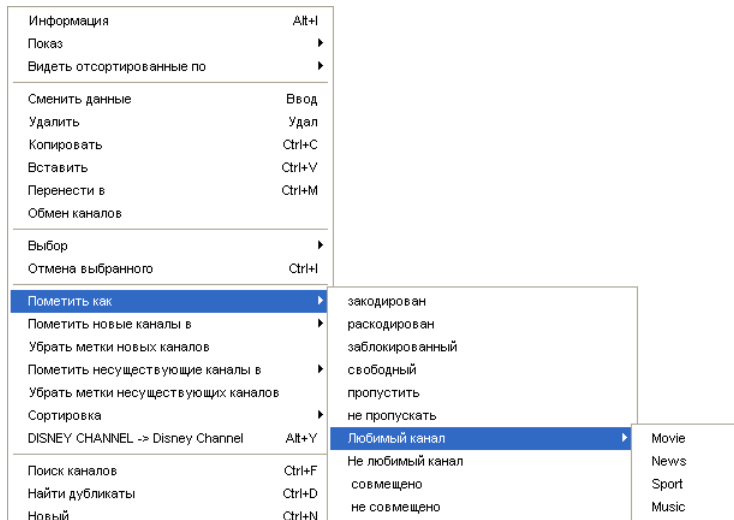 Информация Alt+I
Показ
Видеть отсортированные по
Сменить данные Ввод
Удалить Удал
Копировать Ctrl+C
Вставить Ctrl+V
Перенести в Ctrl+M
Обмен каналов
Выбор
Отмена выбранного Ctrl+I
Пометить как
Пометить новые каналы в
Убрать метки новых каналов
Пометить несуществующие каналы в
Убрать метки несуществующих каналов
Сортировка
DISNEY CHANNEL -> Disney Channel Alt+Y
Поиск каналов Ctrl+F
Найти дубликаты Ctrl+D
Новый Ctrl+N
закодирован
раскодирован
заблокированный
свободный
пропустить
не пропускать
Любимый канал
Не любимый канал
совмещено
не совмещено
Movie
News
Sport
Music